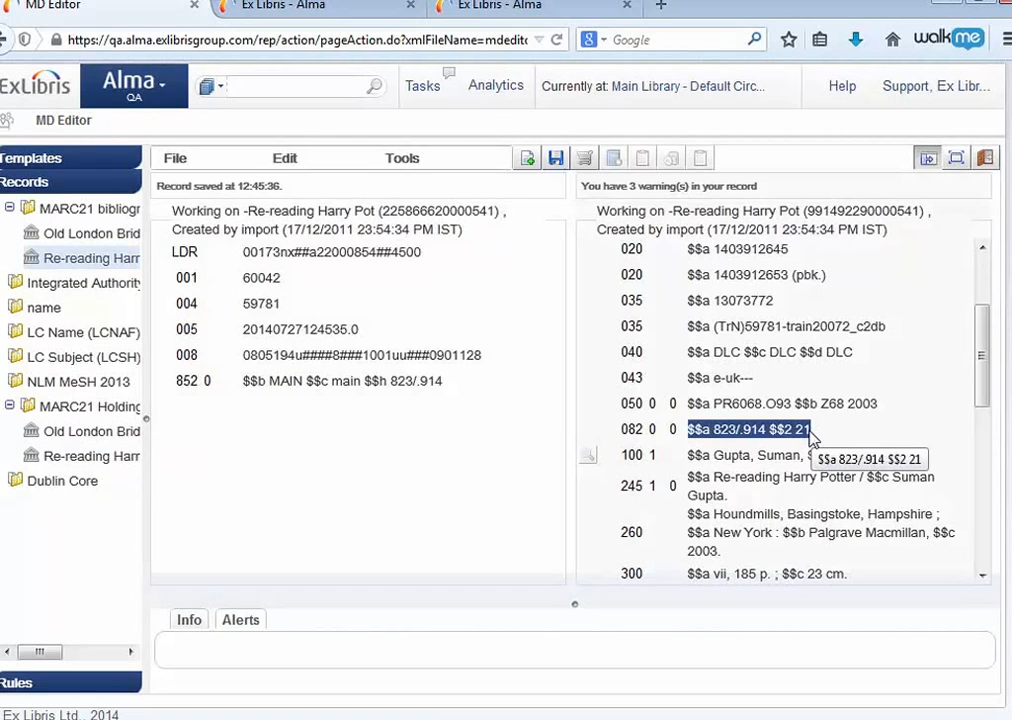 MD Editor
Ex Libris - Alma
Ex Libris - Alma
https://qa.alma.exlibrisgroup.com/rep/action/pageAction.do?xmlFileName=mdedito
Google
walkme
ExLibris
Alma
QA
Tasks
Analytics
Currently at: Main Library - Default Circ...
Help
Support, Ex Libr...
MD Editor
Templates
Records
MARC21 bibliogr
Old London Brid
Re-reading Harr
Integrated Authority
name
LC Name (LCNAF)
LC Subject (LCSH)
NLM MeSH 2013
MARC21 Holding
Old London Brid
Re-reading Harr
Dublin Core
Rules
File Edit Tools
Record saved at 12:45:36.
Working on -Re-reading Harry Pot (225866620000541) ,
Created by import (17/12/2011 23:54:34 PM IST)
LDR 00173nx##a22000854##4500
001 60042
004 59781
005 20140727124535.0
008 0805194u####8###1001uu###0901128
852 0 $$b MAIN $$c main $$h 823/.914
You have 3 warning(s) in your record
Working on -Re-reading Harry Pot (991492290000541) ,
Created by import (17/12/2011 23:54:34 PM IST)
020 $$a 1403912645
020 $$a 1403912653 (pbk.)
035 $$a 13073772
035 $$a (TrN)59781-train20072_c2db
040 $$a DLC $$c DLC $$d DLC
043 $$a e-uk---
050 0 0 $$a PR6068.O93 $$b Z68 2003
082 0 0 $$a 823/.914 $$2 21
$$a 823/.914 $$2 21
100 1 $$a Gupta, Suman,
245 1 0 $$a Re-reading Harry Potter / $$c Suman
Gupta.
260 $$a Houndmills, Basingstoke, Hampshire ;
$$a New York : $$b Palgrave Macmillan, $$c
2003.
300 $$a vii, 185 p. ; $$c 23 cm.
Info Alerts
Ex Libris Ltd., 2014